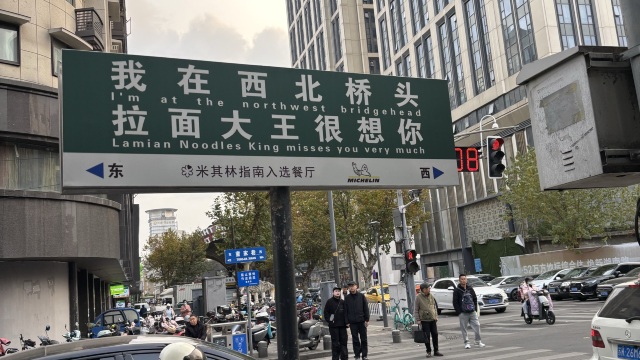 我在西北桥头
I'm at the northwest bridgehead
拉面大王很想你
Lamian Noodles King misses you very much
东
米其林指南入选餐厅
MICHELIN
西
08